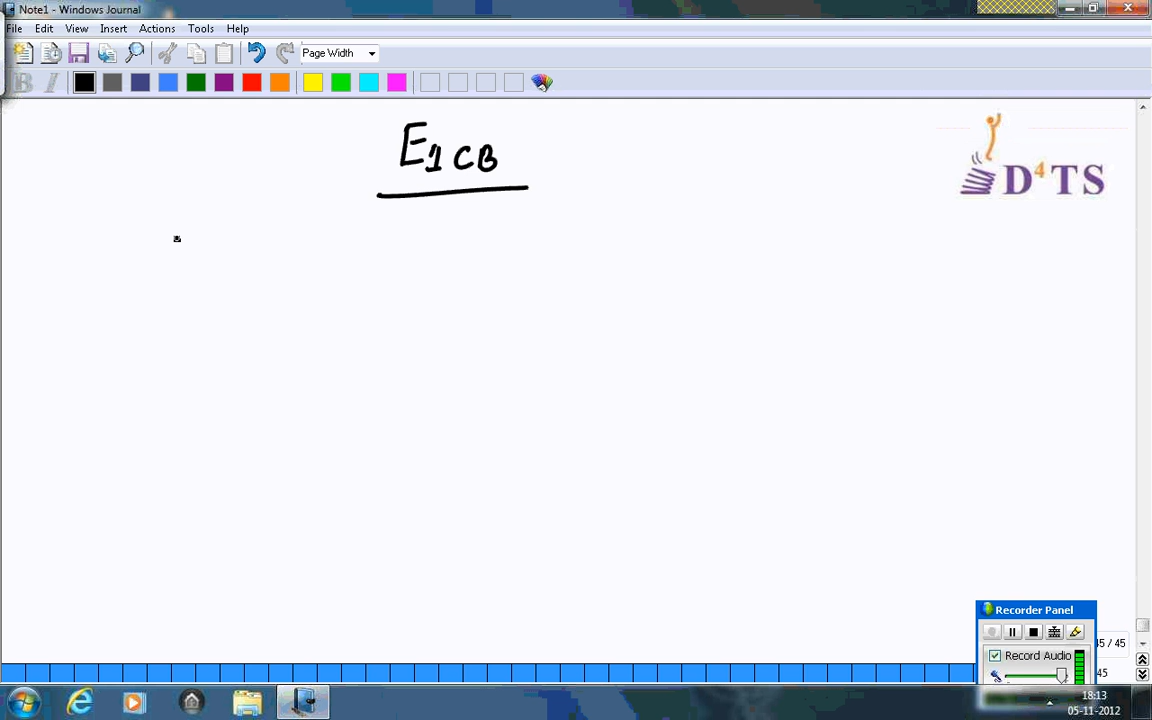 Note1 - Windows Journal
File Edit View Insert Actions Tools Help
Page Width
B I
E1CB
D4TS
Recorder Panel
45 / 45
Record Audio
45
18:13
05-11-2012